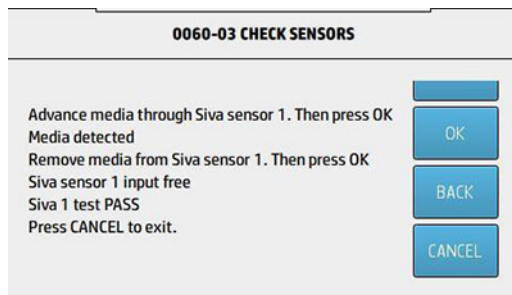 0060-03 CHECK SENSORS
Advance media through Siva sensor 1. Then press OK
Media detected
Remove media from Siva sensor 1. Then press OK
Siva sensor 1 input free
Siva 1 test PASS
Press CANCEL to exit.
OK
BACK
CANCEL